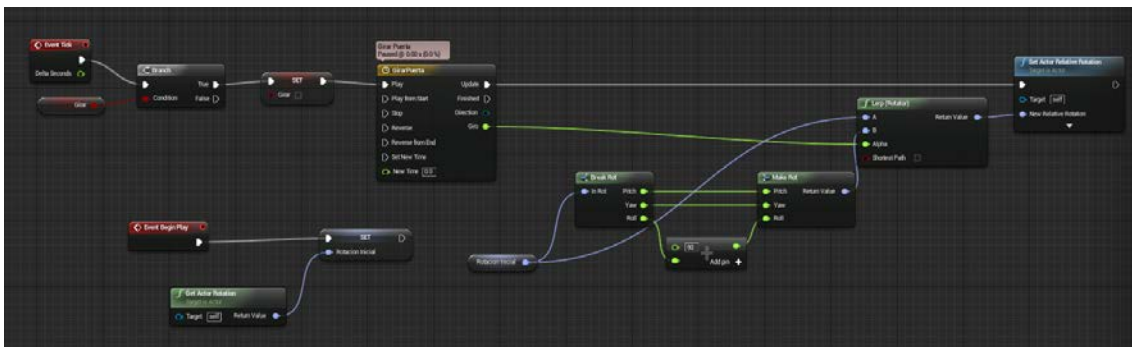 Event Tick
Delta Seconds
Girar
Branch
True
Condition
False
SET
Girar
Girar Puerta
Paused @ 0.00 s (0.0 %)
GirarPuerta
Play
Update
Play from Start
Finished
Stop
Direction
Reverse
Giro
Reverse from End
Set New Time
New Time 0.0
Event Begin Play
SET
Rotacion Inicial
Get Actor Rotation
Target is Actor
Target self
Return Value
Rotacion Inicial
Break Rot
In Rot
Pitch
Yaw
Roll
Add pin +
Make Rot
Pitch
Return Value
Yaw
Roll
Lerp (Rotator)
A
Return Value
B
Alpha
Shortest Path
Set Actor Relative Rotation
Target is Actor
Target self
New Relative Rotation